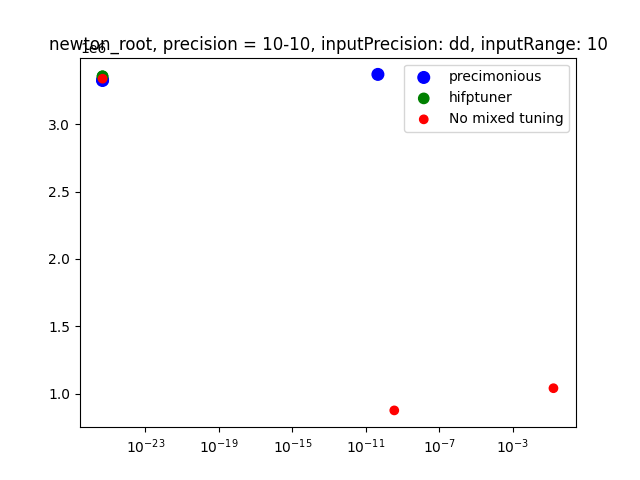 newton_root, precision = 10-10, inputPrecision: dd, inputRange: 10
1e6
precimonious
hifptuner
No mixed tuning
3.0
2.5
2.0
1.5
1.0
10⁻²³ 10⁻¹⁹ 10⁻¹⁵ 10⁻¹¹ 10⁻⁷ 10⁻³